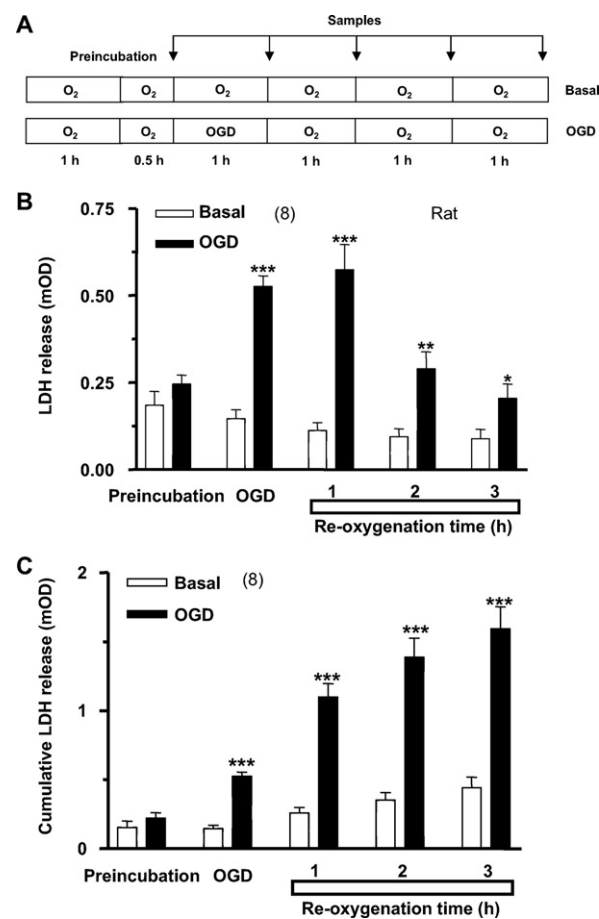 A
Samples
Preincubation
O2 O2 O2 O2 O2 O2 Basal
O2 O2 OGD O2 O2 O2 OGD
1 h 0.5 h 1 h 1 h 1 h 1 h
B
LDH release (mOD)
0.75
0.50
0.25
0.00
Basal (8) Rat
OGD
*** *** ** *
Preincubation OGD 1 2 3
Re-oxygenation time (h)
C
Cumulative LDH release (mOD)
2
1
0
Basal (8)
OGD
*** *** *** ***
Preincubation OGD 1 2 3
Re-oxygenation time (h)